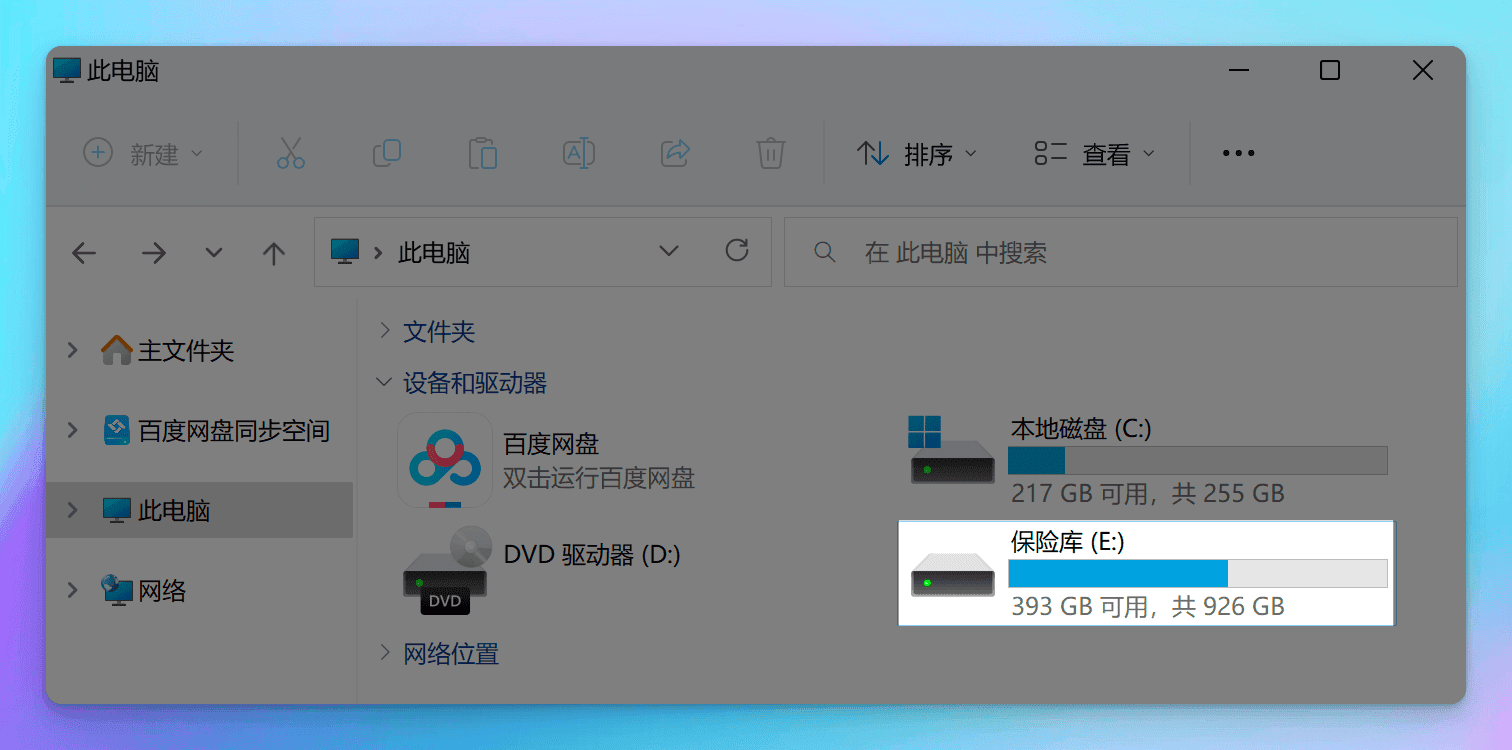 此电脑
新建
排序
查看
此电脑
在 此电脑 中搜索
主文件夹
百度网盘同步空间
此电脑
网络
文件夹
设备和驱动器
百度网盘
双击运行百度网盘
本地磁盘 (C:)
217 GB 可用，共 255 GB
DVD 驱动器 (D:)
DVD
保险库 (E:)
393 GB 可用，共 926 GB
网络位置